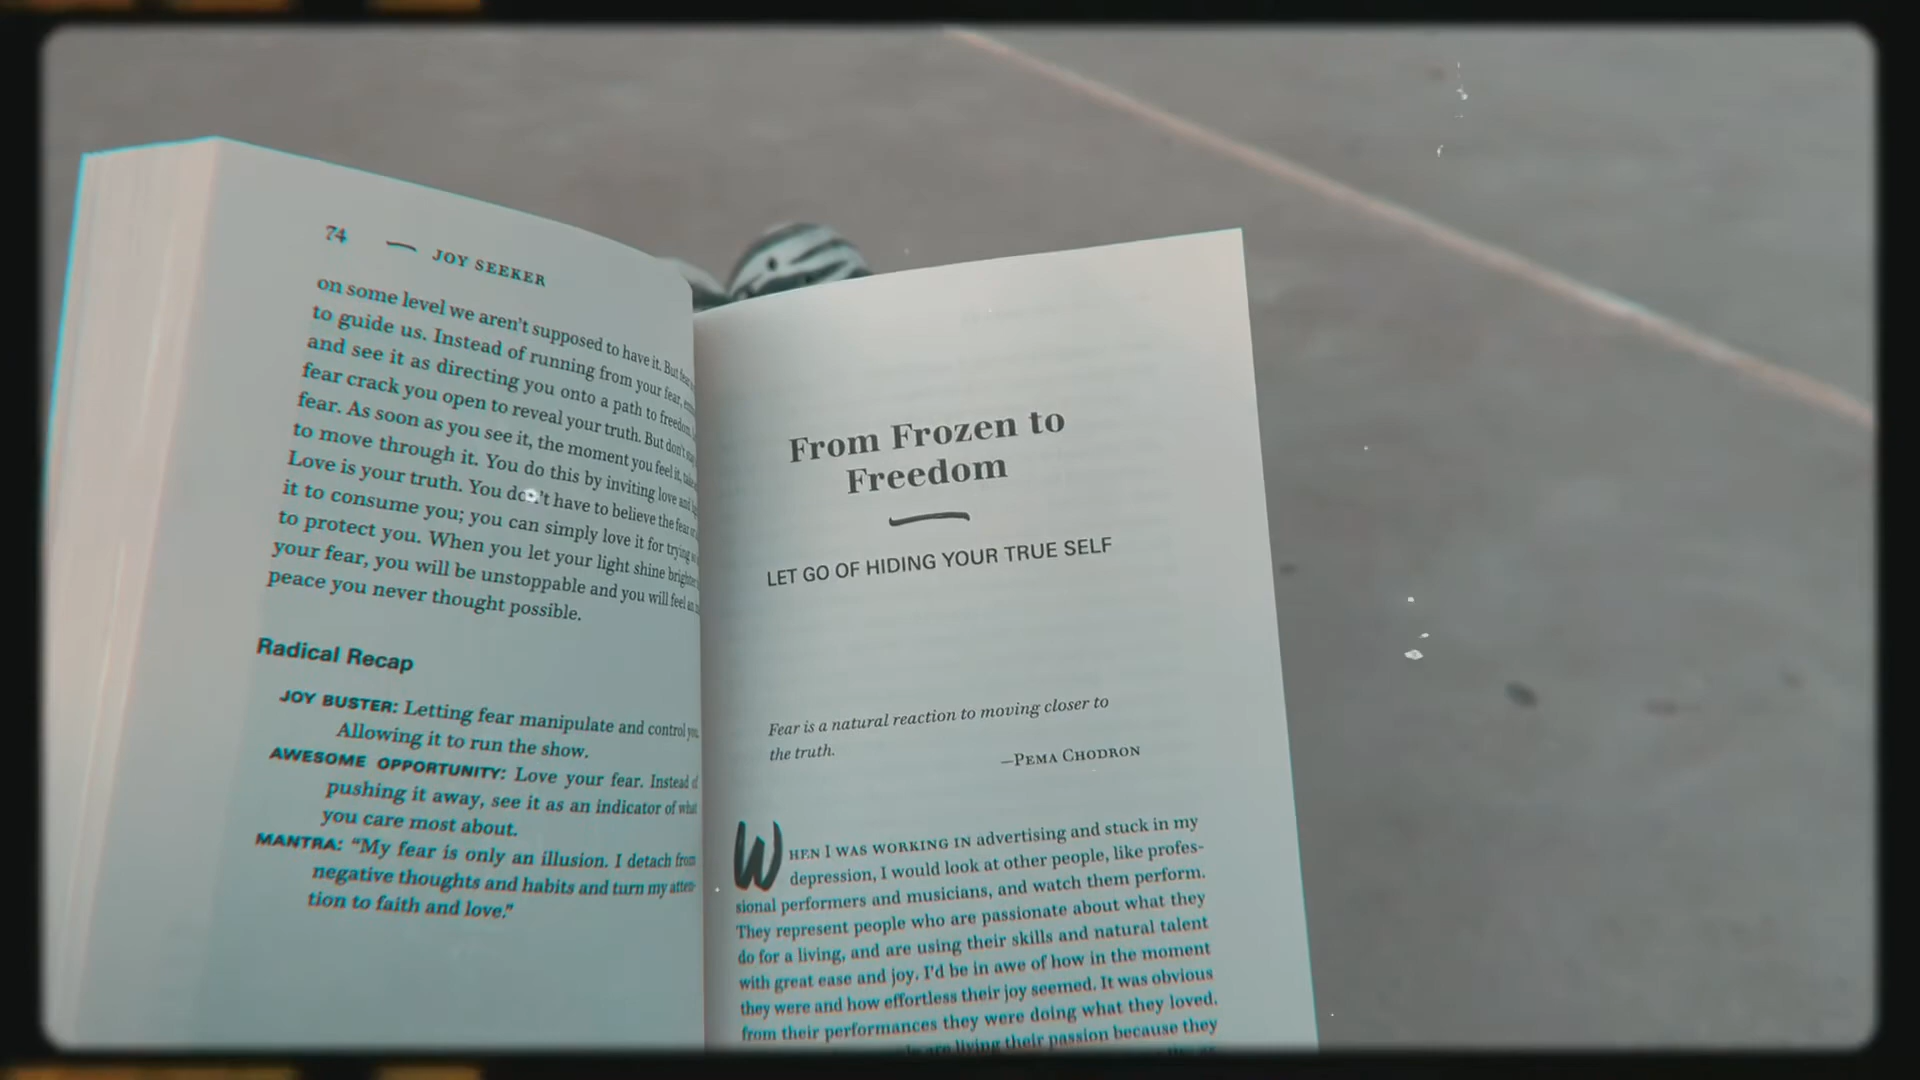 74 — JOY SEEKER
on some level we aren't supposed to have it. But fear
to guide us. Instead of running from your fear,
and see it as directing you onto a path to freedom.
fear crack you open to reveal your truth. But don't
fear. As soon as you see it, the moment you feel it,
to move through it. You do this by inviting love and
Love is your truth. You don't have to believe the fear or
it to consume you; you can simply love it for trying
to protect you. When you let your light shine brighter
your fear, you will be unstoppable and you will feel an
peace you never thought possible.
Radical Recap
JOY BUSTER: Letting fear manipulate and control you.
Allowing it to run the show.
AWESOME OPPORTUNITY: Love your fear. Instead of
pushing it away, see it as an indicator of what
you care most about.
MANTRA: “My fear is only an illusion. I detach from
negative thoughts and habits and turn my atten-
tion to faith and love.”
From Frozen to
Freedom
LET GO OF HIDING YOUR TRUE SELF
Fear is a natural reaction to moving closer to
the truth.
—PEMA CHODRON
WHEN I WAS WORKING IN advertising and stuck in my
depression, I would look at other people, like profes-
sional performers and musicians, and watch them perform.
They represent people who are passionate about what they
do for a living, and are using their skills and natural talent
with great ease and joy. I'd be in awe of how in the moment
they were and how effortless their joy seemed. It was obvious
from their performances they were doing what they loved.
are living their passion because they